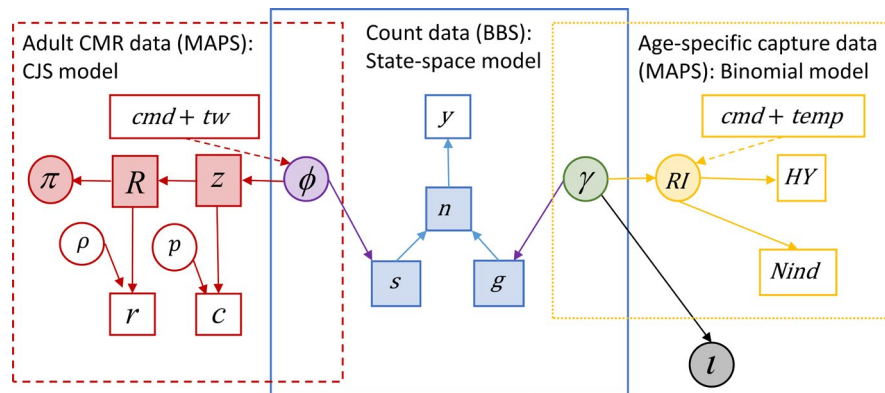 Adult CMR data (MAPS):
CJS model
Count data (BBS):
State-space model
Age-specific capture data
(MAPS): Binomial model
cmd + tw
y
cmd + temp
π
R
z
ϕ
n
γ
RI
HY
ρ
p
s
g
Nind
r
c
ι